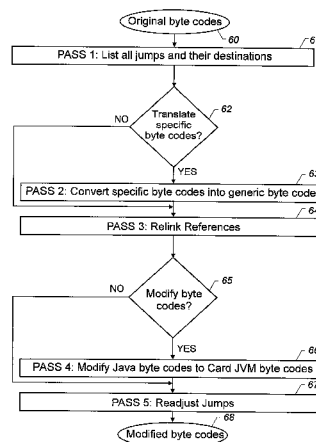 Original byte codes
60
6
PASS 1: List all jumps and their destinations
62
NO
Translate
specific
byte codes?
YES
63
PASS 2: Convert specific byte codes into generic byte code
64
PASS 3: Relink References
65
NO
Modify byte
codes?
YES
66
PASS 4: Modify Java byte codes to Card JVM byte codes
67
PASS 5: Readjust Jumps
68
Modified byte codes